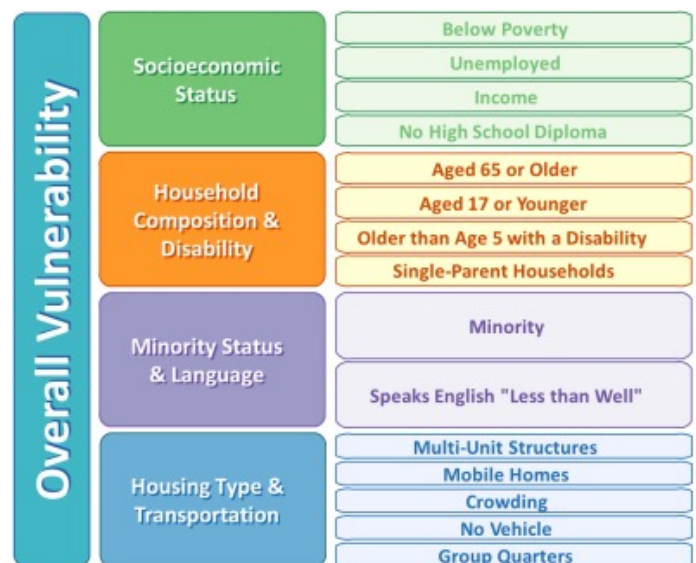 Overall Vulnerability
Socioeconomic
Status
Below Poverty
Unemployed
Income
No High School Diploma
Household
Composition &
Disability
Aged 65 or Older
Aged 17 or Younger
Older than Age 5 with a Disability
Single-Parent Households
Minority Status
& Language
Minority
Speaks English "Less than Well"
Housing Type &
Transportation
Multi-Unit Structures
Mobile Homes
Crowding
No Vehicle
Group Quarters